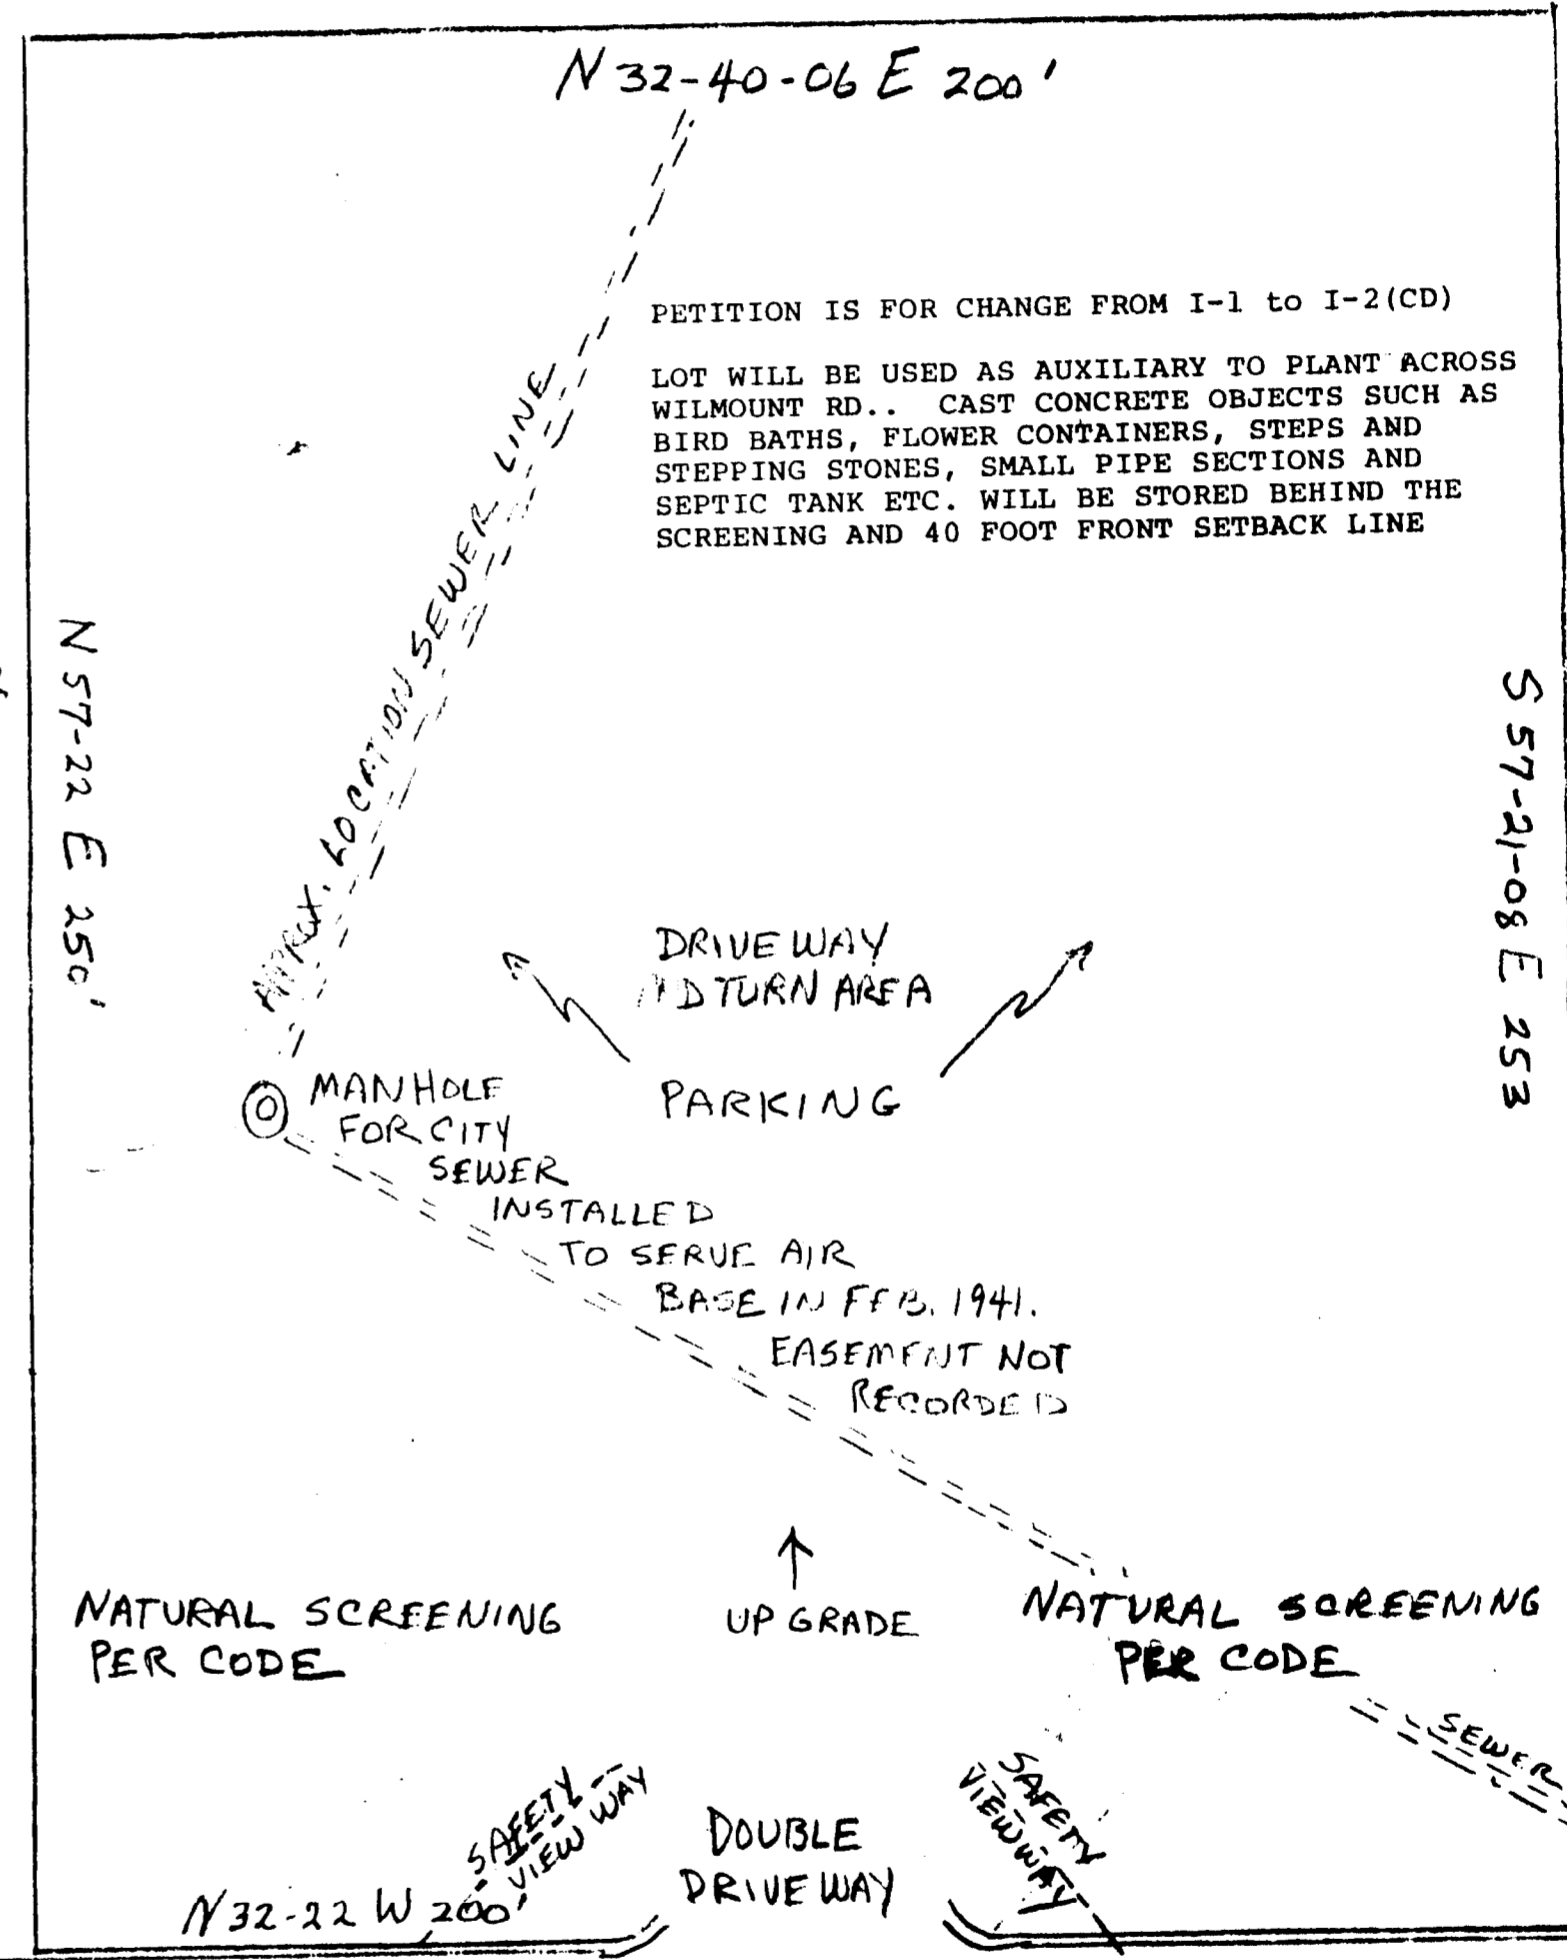 N 32-40-06 E 200'
PETITION IS FOR CHANGE FROM I-1 to I-2(CD)
LOT WILL BE USED AS AUXILIARY TO PLANT ACROSS
WILMOUNT RD.. CAST CONCRETE OBJECTS SUCH AS
BIRD BATHS, FLOWER CONTAINERS, STEPS AND
STEPPING STONES, SMALL PIPE SECTIONS AND
SEPTIC TANK ETC. WILL BE STORED BEHIND THE
SCREENING AND 40 FOOT FRONT SETBACK LINE
APPROX. LOCATION SEWER LINE
N 57-22 E 250'
S 57-21-08 E 253
DRIVEWAY
TURN AREA
PARKING
MANHOLE
FOR CITY
SEWER
INSTALLED
TO SERVE AIR
BASE IN FEB. 1941.
EASEMENT NOT
RECORDED
UP GRADE
NATURAL SCREENING
PER CODE
NATURAL SCREENING
PER CODE
SEWER
SAFETY
VIEW WAY
SAFETY
VIEW WAY
DOUBLE
DRIVEWAY
N 32-22 W 200'